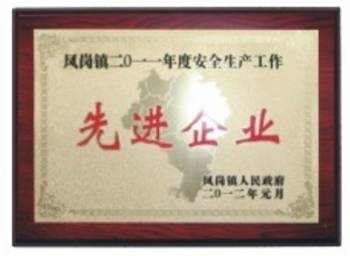 凤岗镇二〇一一年度安全生产工作
先进企业
凤岗镇人民政府
二〇一二年元月